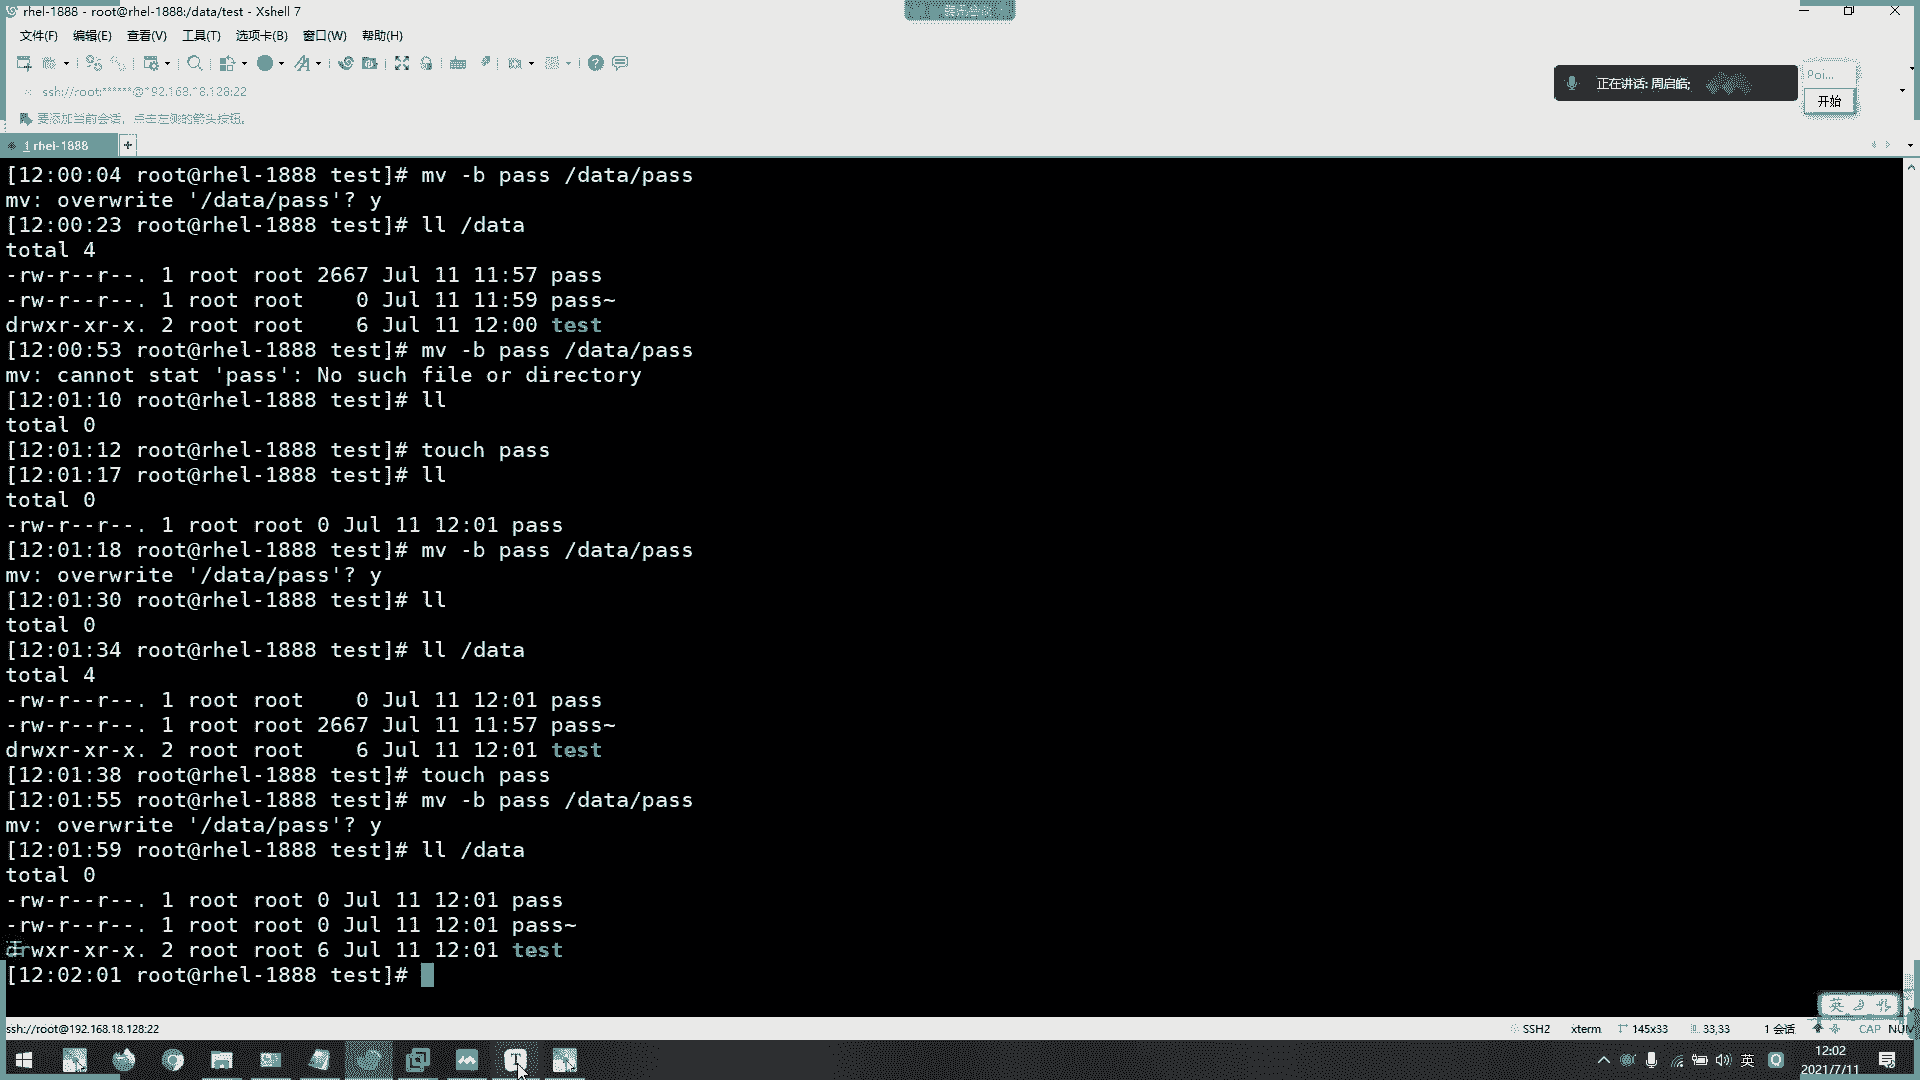 rhel-1888 - root@rhel-1888:/data/test - Xshell 7
文件(F) 编辑(E) 查看(V) 工具(T) 选项卡(B) 窗口(W) 帮助(H)
ssh://root:******@192.168.18.128:22
正在讲话: 周启皓;
Poi...
开始
要添加当前会话, 点击左侧的箭头按钮。
1 rhel-1888
[12:00:04 root@rhel-1888 test]# mv -b pass /data/pass
mv: overwrite '/data/pass'? y
[12:00:23 root@rhel-1888 test]# ll /data
total 4
-rw-r--r--. 1 root root 2667 Jul 11 11:57 pass
-rw-r--r--. 1 root root    0 Jul 11 11:59 pass~
drwxr-xr-x. 2 root root    6 Jul 11 12:00 test
[12:00:53 root@rhel-1888 test]# mv -b pass /data/pass
mv: cannot stat 'pass': No such file or directory
[12:01:10 root@rhel-1888 test]# ll
total 0
[12:01:12 root@rhel-1888 test]# touch pass
[12:01:17 root@rhel-1888 test]# ll
total 0
-rw-r--r--. 1 root root 0 Jul 11 12:01 pass
[12:01:18 root@rhel-1888 test]# mv -b pass /data/pass
mv: overwrite '/data/pass'? y
[12:01:30 root@rhel-1888 test]# ll
total 0
[12:01:34 root@rhel-1888 test]# ll /data
total 4
-rw-r--r--. 1 root root    0 Jul 11 12:01 pass
-rw-r--r--. 1 root root 2667 Jul 11 11:57 pass~
drwxr-xr-x. 2 root root    6 Jul 11 12:01 test
[12:01:38 root@rhel-1888 test]# touch pass
[12:01:55 root@rhel-1888 test]# mv -b pass /data/pass
mv: overwrite '/data/pass'? y
[12:01:59 root@rhel-1888 test]# ll /data
total 0
-rw-r--r--. 1 root root 0 Jul 11 12:01 pass
-rw-r--r--. 1 root root 0 Jul 11 12:01 pass~
drwxr-xr-x. 2 root root 6 Jul 11 12:01 test
[12:02:01 root@rhel-1888 test]#
英
ssh://root@192.168.18.128:22 SSH2 xterm 145x33 33,33 1 会话 CAP NUM
英
12:02
2021/7/11